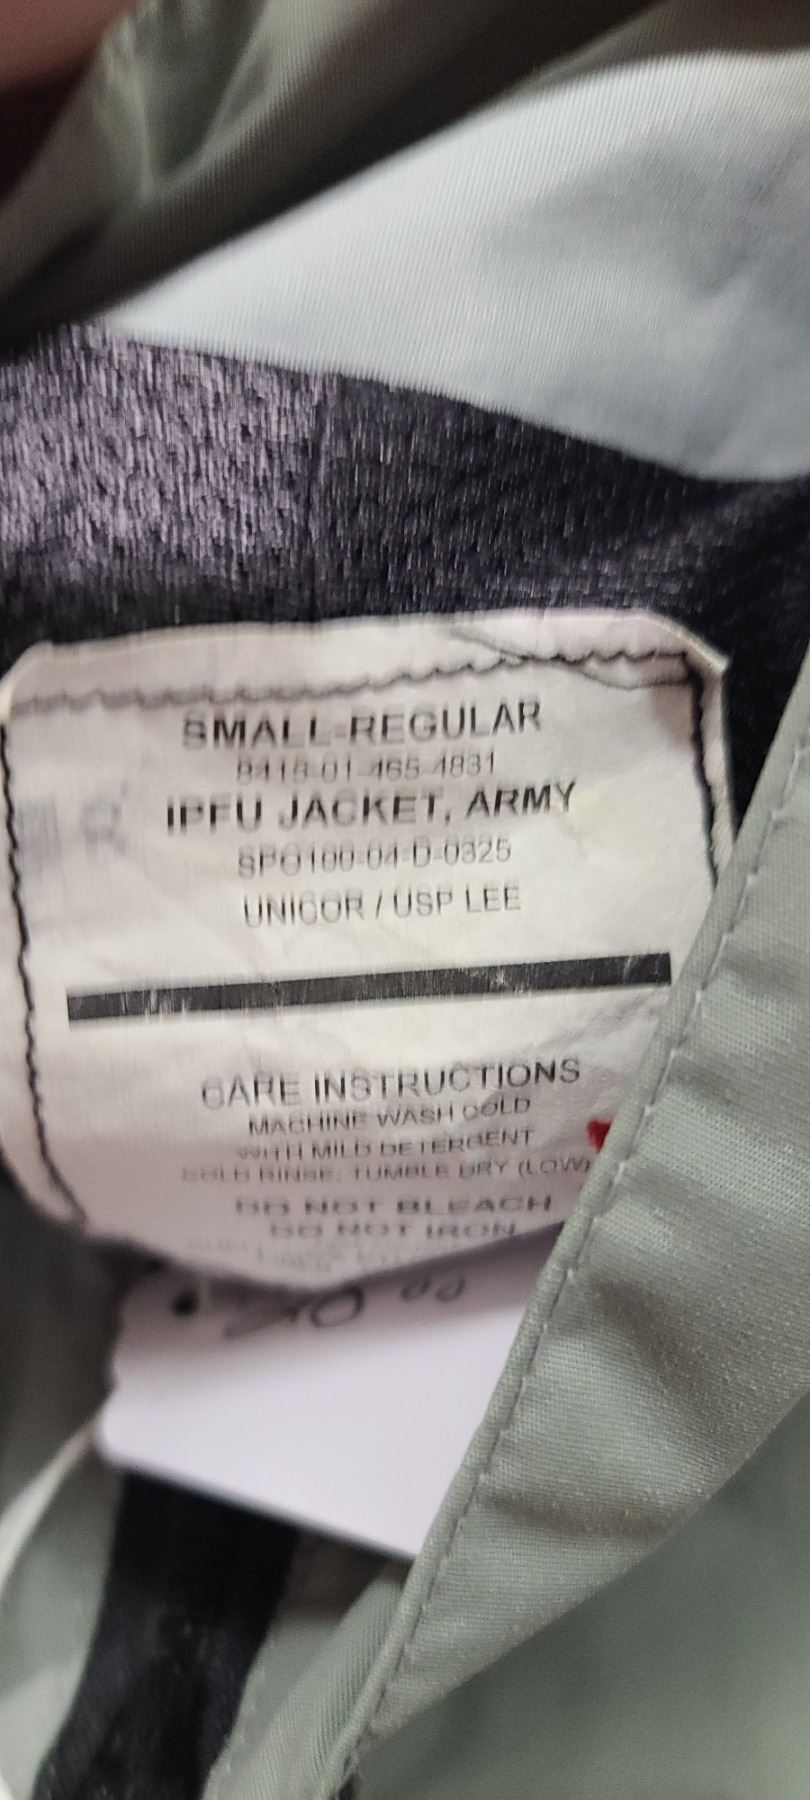 SMALL-REGULAR
8415-01-465-4831
IPFU JACKET, ARMY
SPO100-04-D-0325
UNICOR / USP LEE
CARE INSTRUCTIONS
MACHINE WASH COLD
WITH MILD DETERGENT
COLD RINSE, TUMBLE DRY (LOW)
DO NOT BLEACH
DO NOT IRON